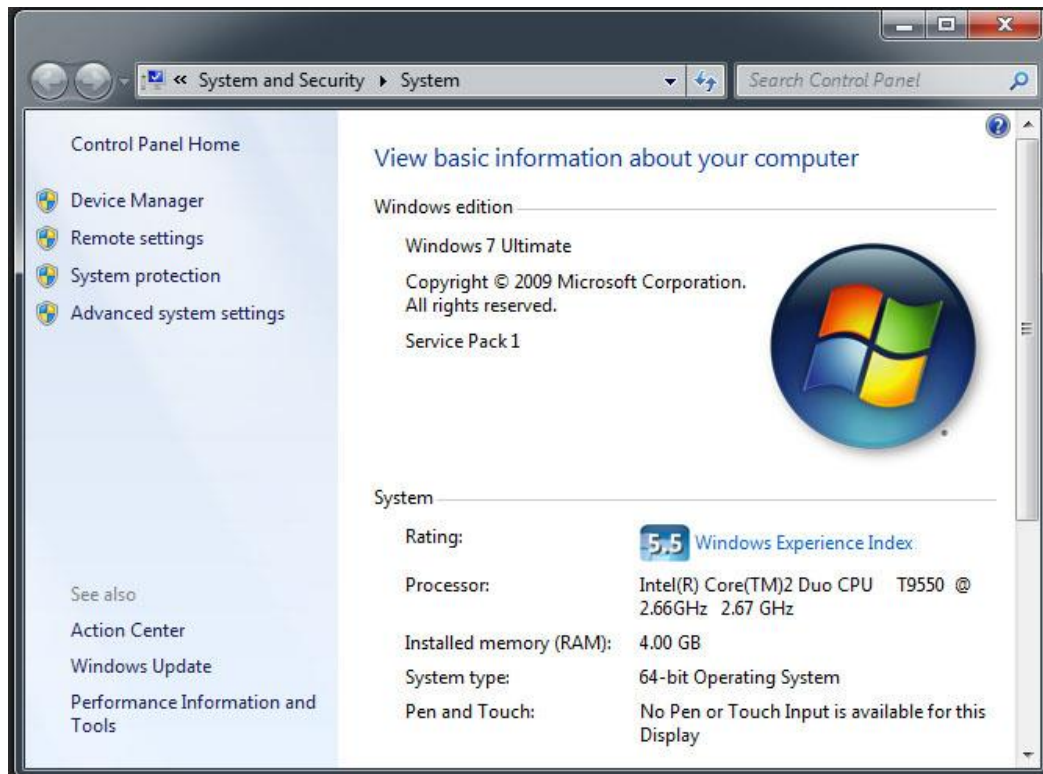 « System and Security ▸ System
Search Control Panel
Control Panel Home
Device Manager
Remote settings
System protection
Advanced system settings
See also
Action Center
Windows Update
Performance Information and
Tools
View basic information about your computer
Windows edition
Windows 7 Ultimate
Copyright © 2009 Microsoft Corporation.
All rights reserved.
Service Pack 1
System
Rating: 5.5 Windows Experience Index
Processor: Intel(R) Core(TM)2 Duo CPU T9550 @
2.66GHz 2.67 GHz
Installed memory (RAM): 4.00 GB
System type: 64-bit Operating System
Pen and Touch: No Pen or Touch Input is available for this
Display